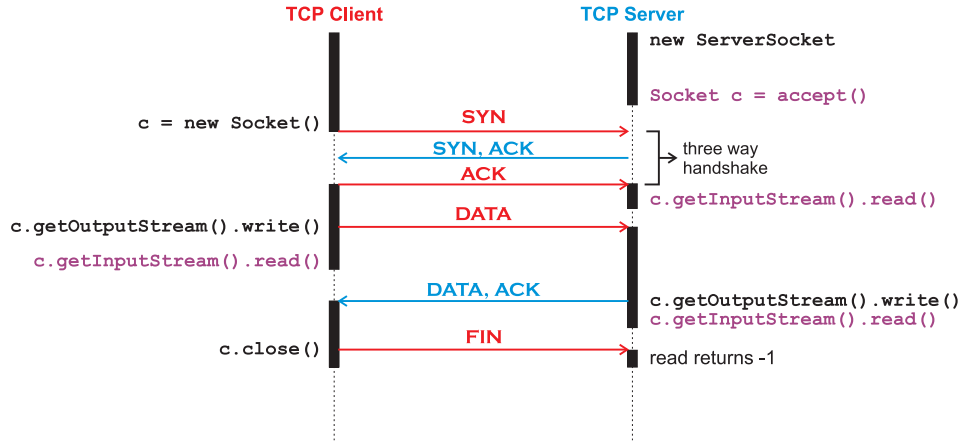 TCP Client
TCP Server
new ServerSocket
Socket c = accept()
c = new Socket()
SYN
SYN, ACK
three way
handshake
ACK
c.getInputStream().read()
c.getOutputStream().write()
DATA
c.getInputStream().read()
DATA, ACK
c.getOutputStream().write()
c.getInputStream().read()
c.close()
FIN
read returns -1